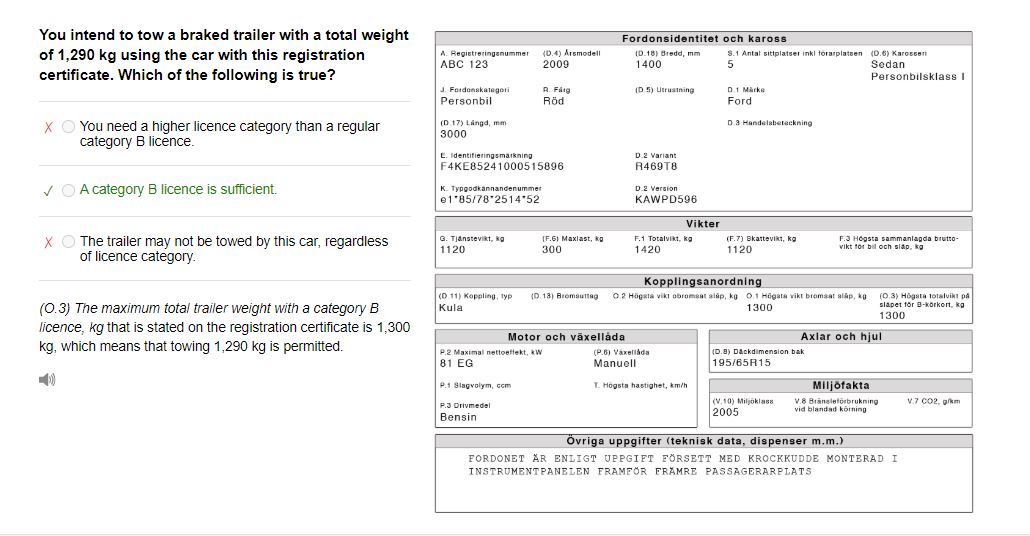 You intend to tow a braked trailer with a total weight
of 1,290 kg using the car with this registration
certificate. Which of the following is true?
You need a higher licence category than a regular
category B licence.
A category B licence is sufficient.
The trailer may not be towed by this car, regardless
of licence category.
(O.3) The maximum total trailer weight with a category B
licence, kg that is stated on the registration certificate is 1,300
kg, which means that towing 1,290 kg is permitted.
Fordonsidentitet och kaross
A. Registreringsnummer (D.4) Årsmodell (D.18) Bredd, mm S.1 Antal sittplatser inkl förarplatsen (D.6) Karosseri
ABC 123 2009 1400 5 Sedan
Personbilsklass I
J. Fordonskategori R. Färg (D.5) Utrustning D.1 Märke
Personbil Röd Ford
(D.17) Längd, mm D.3 Handelsbeteckning
3000
E. Identifieringsmärkning D.2 Variant
F4KE85241000515896 R469T8
K. Typgodkännandenummer D.2 Version
e1*85/78*2514*52 KAWPD596
Vikter
G. Tjänstevikt, kg (F.6) Maxlast, kg F.1 Totalvikt, kg (F.7) Skattevikt, kg F.3 Högsta sammanlagda brutto-
vikt för bil och släp, kg
1120 300 1420 1120
Kopplingsanordning
(D.11) Koppling, typ (D.13) Bromsuttag O.2 Högsta vikt obromsat släp, kg O.1 Högsta vikt bromsat släp, kg (O.3) Högsta totalvikt på
släpet för B-körkort, kg
Kula 1300 1300
Motor och växellåda
P.2 Maximal nettoeffekt, kW (P.6) Växellåda
81 EG Manuell
P.1 Slagvolym, ccm T. Högsta hastighet, km/h
P.3 Drivmedel
Bensin
Axlar och hjul
(D.8) Däckdimension bak
195/65R15
Miljöfakta
(V.10) Miljöklass V.8 Bränsleförbrukning V.7 CO2, g/km
vid blandad körning
2005
Övriga uppgifter (teknisk data, dispenser m.m.)
FORDONET ÄR ENLIGT UPPGIFT FÖRSETT MED KROCKKUDDE MONTERAD I
INSTRUMENTPANELEN FRAMFÖR FRÄMRE PASSAGERARPLATS